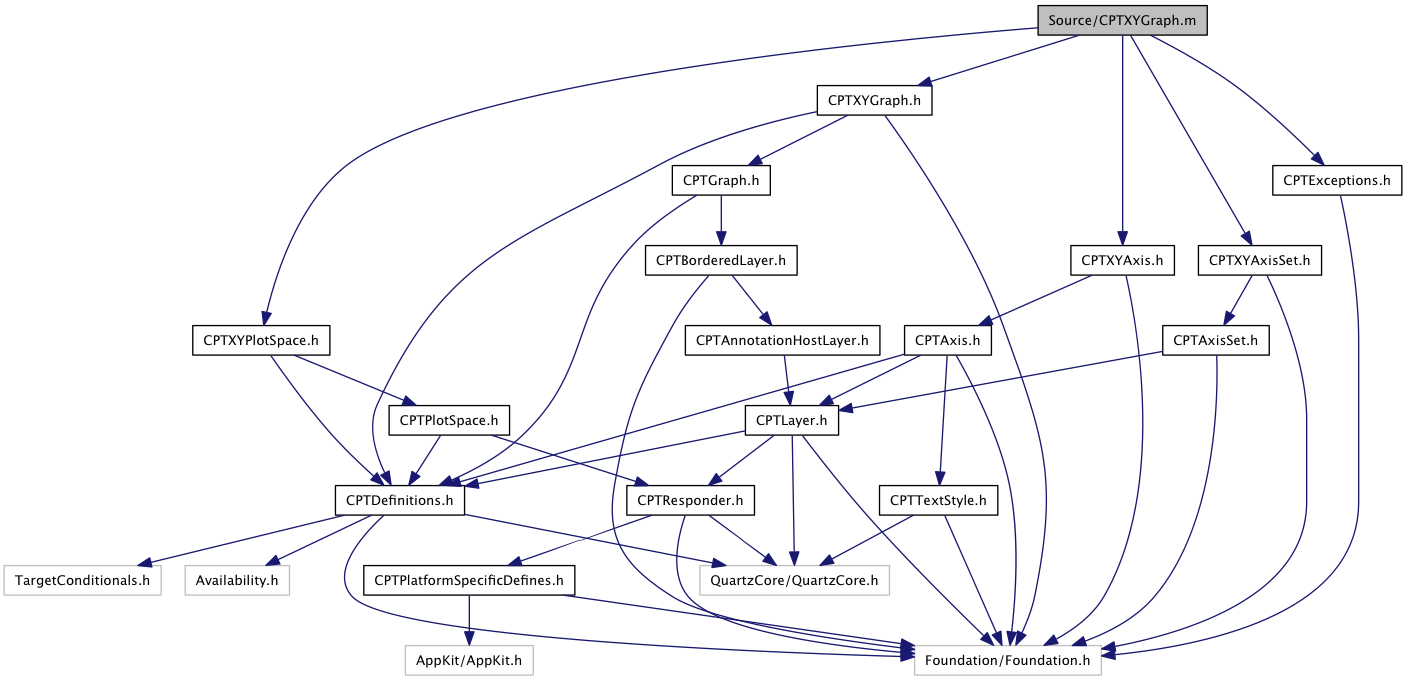 Source/CPTXYGraph.m
CPTXYGraph.h
CPTGraph.h
CPTExceptions.h
CPTBorderedLayer.h
CPTXYAxis.h
CPTXYAxisSet.h
CPTXYPlotSpace.h
CPTAnnotationHostLayer.h
CPTAxis.h
CPTAxisSet.h
CPTPlotSpace.h
CPTLayer.h
CPTDefinitions.h
CPTResponder.h
CPTTextStyle.h
TargetConditionals.h
Availability.h
CPTPlatformSpecificDefines.h
QuartzCore/QuartzCore.h
AppKit/AppKit.h
Foundation/Foundation.h